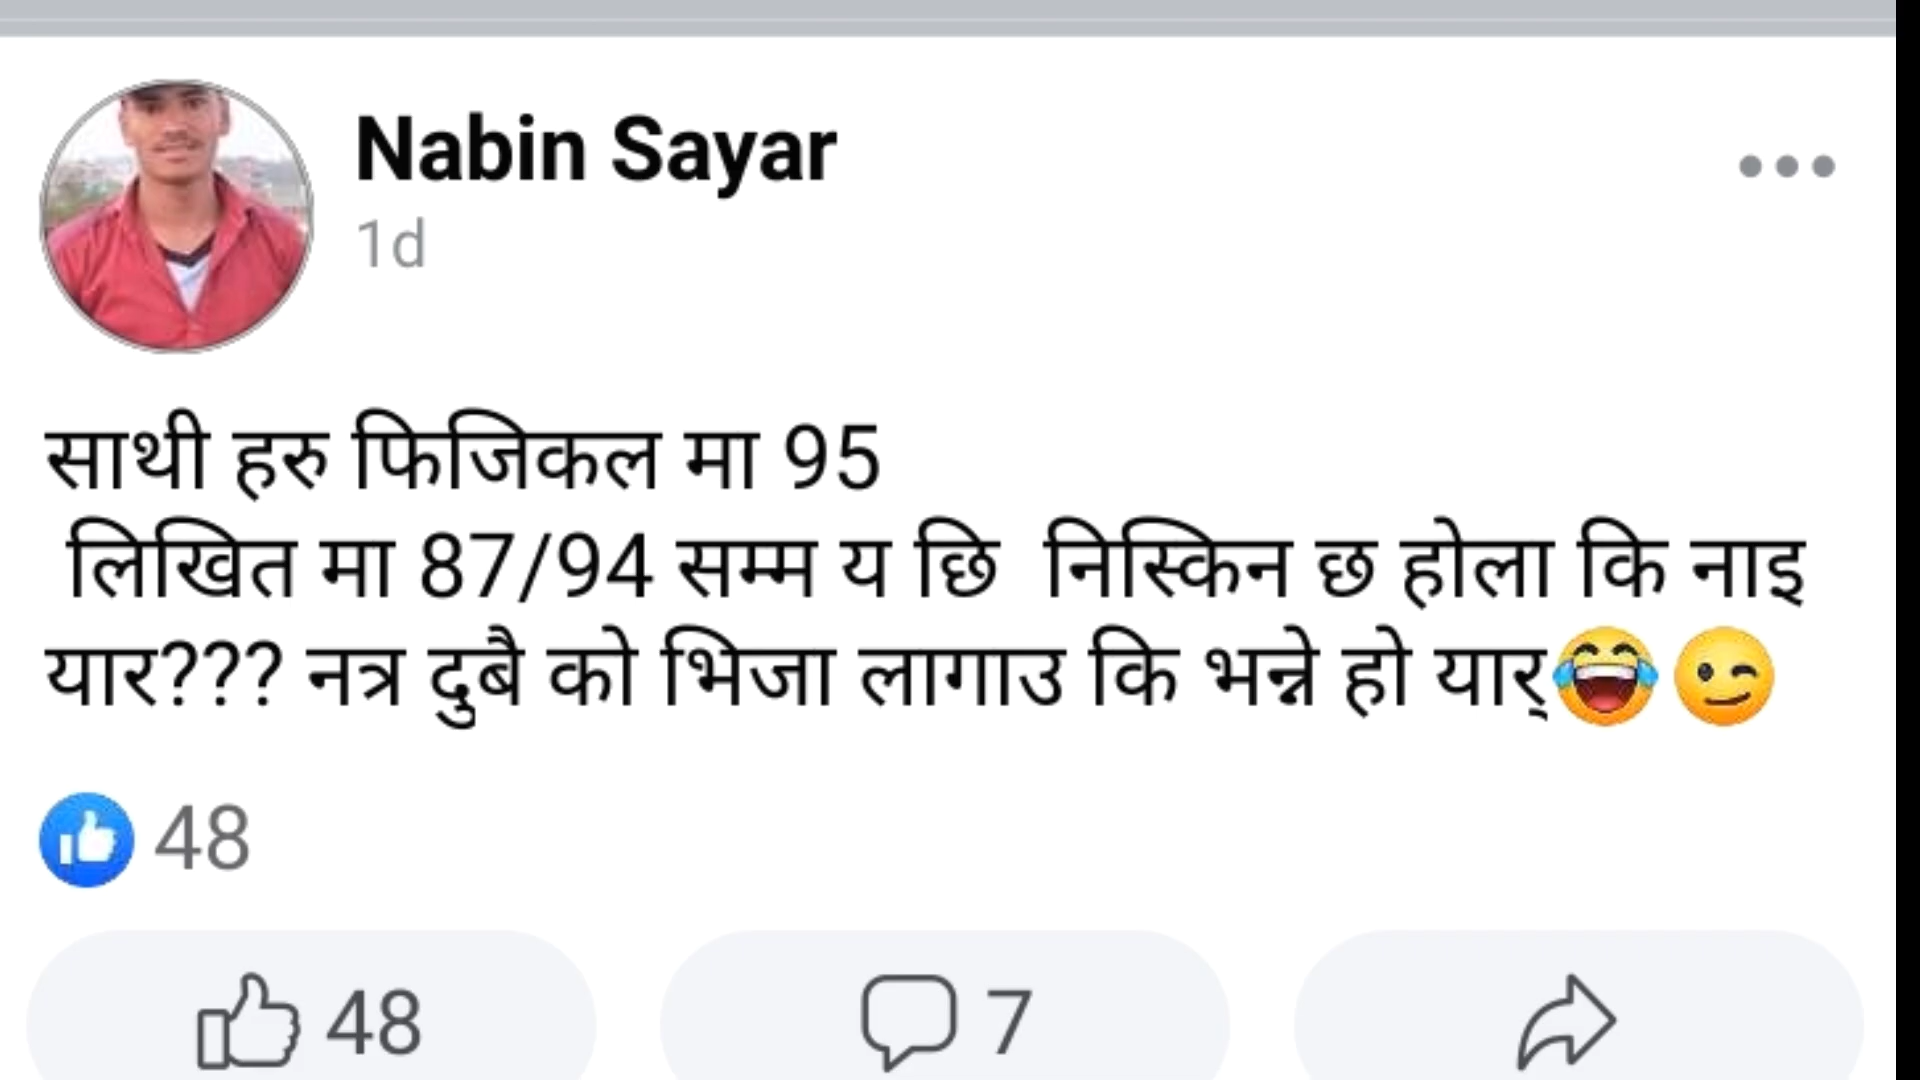 Nabin Sayar
1d
साथी हरु फिजिकल मा 95
लिखित मा 87/94 सम्म य छि  निस्किन छ होला कि नाइ
यार??? नत्र दुबै को भिजा लागाउ कि भन्ने हो यार्😂😉
48
48 7